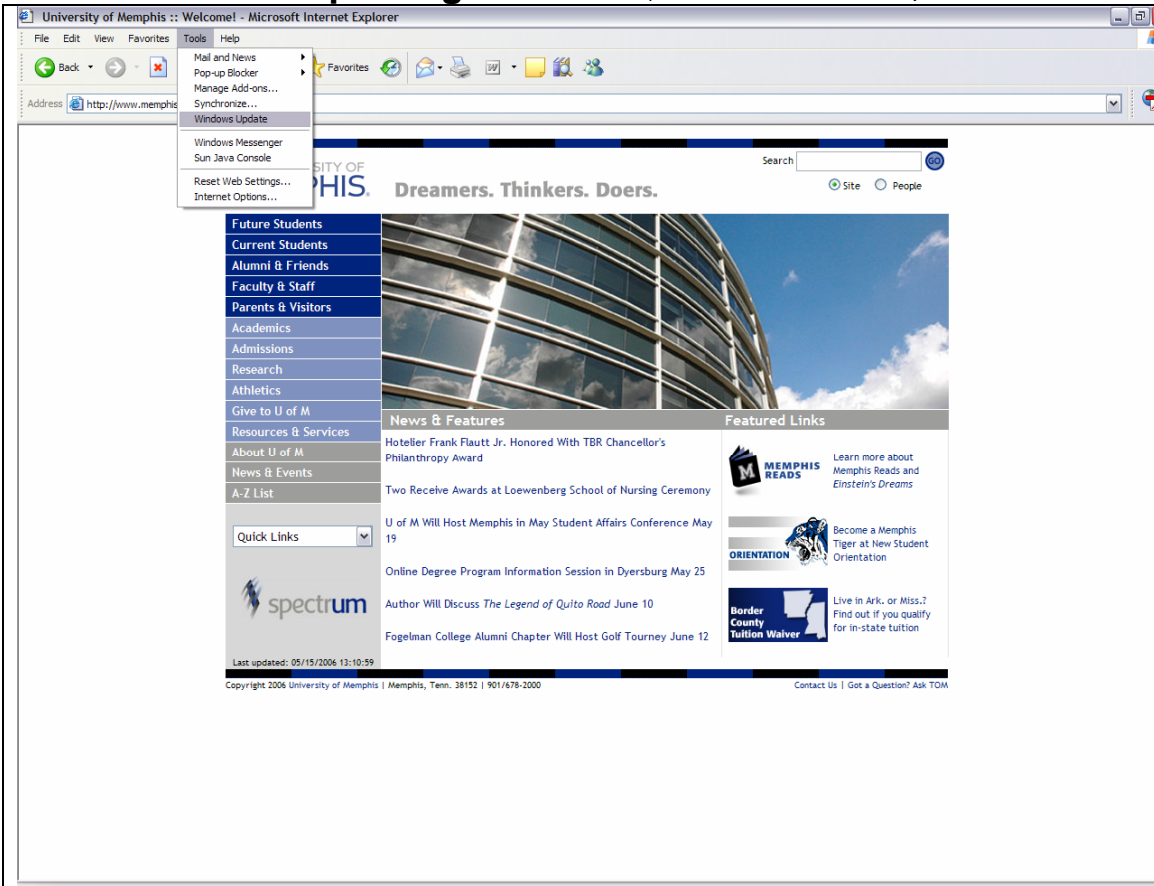 University of Memphis :: Welcome! - Microsoft Internet Explorer
File Edit View Favorites Tools Help
Back Favorites
Mail and News
Pop-up Blocker
Manage Add-ons...
Synchronize...
Windows Update
Windows Messenger
Sun Java Console
Reset Web Settings...
Internet Options...
Address http://www.memphis
SITY OF
PHIS. Dreamers. Thinkers. Doers.
Search GO
Site People
Future Students
Current Students
Alumni & Friends
Faculty & Staff
Parents & Visitors
Academics
Admissions
Research
Athletics
Give to U of M
Resources & Services
About U of M
News & Events
A-Z List
Quick Links
spectrum
Last updated: 05/15/2006 13:10:59
News & Features
Hotelier Frank Flautt Jr. Honored With TBR Chancellor's
Philanthropy Award
Two Receive Awards at Loewenberg School of Nursing Ceremony
U of M Will Host Memphis in May Student Affairs Conference May
19
Online Degree Program Information Session in Dyersburg May 25
Author Will Discuss The Legend of Quito Road June 10
Fogelman College Alumni Chapter Will Host Golf Tourney June 12
Featured Links
M MEMPHIS
READS
Learn more about
Memphis Reads and
Einstein's Dreams
ORIENTATION
Become a Memphis
Tiger at New Student
Orientation
Border
County
Tuition Waiver
Live in Ark. or Miss.?
Find out if you qualify
for in-state tuition
Copyright 2006 University of Memphis | Memphis, Tenn. 38152 | 901/678-2000
Contact Us | Got a Question? Ask TOM